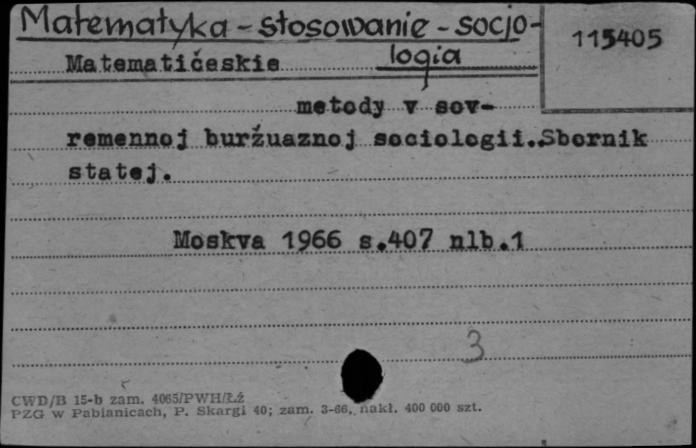 Matematyka - stosowanie - socjo-
logia
115405
Matematičeskie
metody v sov-
remennoj buržuaznoj sociologii.Sbornik
statej.
Moskva 1966 s.407 nlb.1
3
CWD/B 15-b zam. 4065/PWH/Łź
PZG w Pabianicach, P. Skargi 40; zam. 3-66, nakł. 400 000 szt.